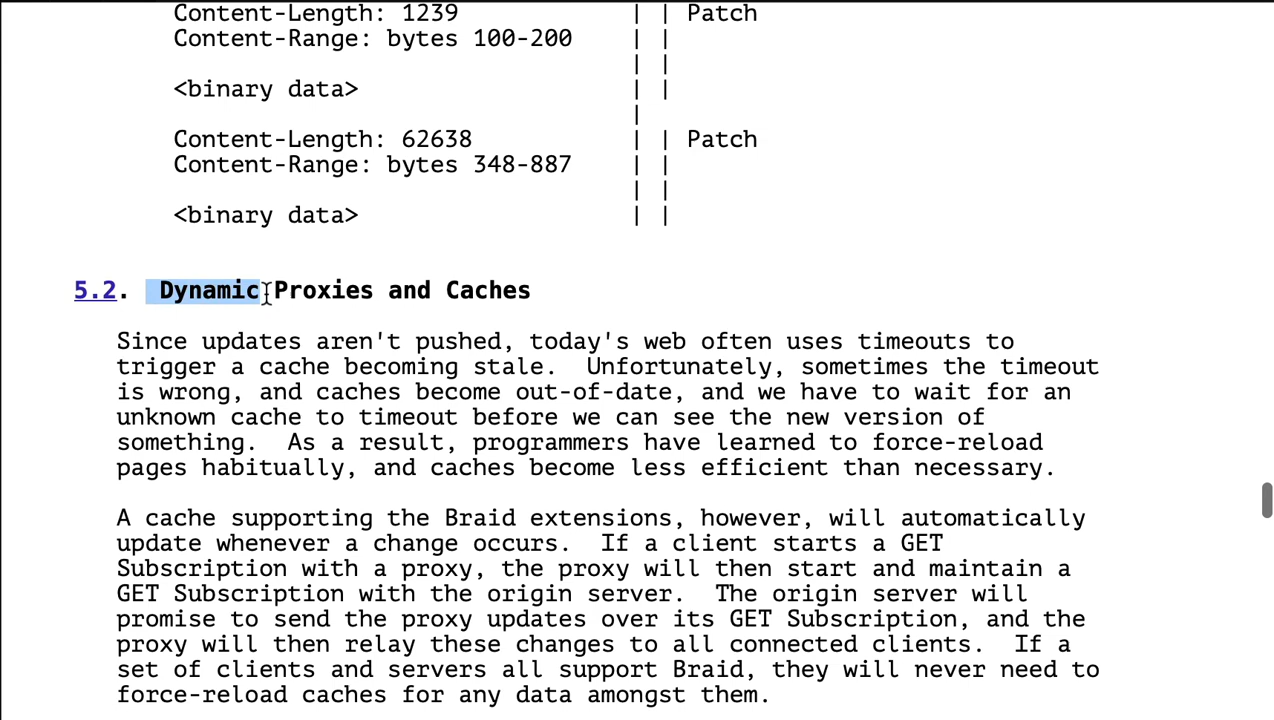 Content-Length: 1239 | | Patch
Content-Range: bytes 100-200 | |
| |
<binary data> | |
|
Content-Length: 62638 | | Patch
Content-Range: bytes 348-887 | |
| |
<binary data> | |
5.2. Dynamic Proxies and Caches
Since updates aren't pushed, today's web often uses timeouts to
trigger a cache becoming stale. Unfortunately, sometimes the timeout
is wrong, and caches become out-of-date, and we have to wait for an
unknown cache to timeout before we can see the new version of
something. As a result, programmers have learned to force-reload
pages habitually, and caches become less efficient than necessary.
A cache supporting the Braid extensions, however, will automatically
update whenever a change occurs. If a client starts a GET
Subscription with a proxy, the proxy will then start and maintain a
GET Subscription with the origin server. The origin server will
promise to send the proxy updates over its GET Subscription, and the
proxy will then relay these changes to all connected clients. If a
set of clients and servers all support Braid, they will never need to
force-reload caches for any data amongst them.